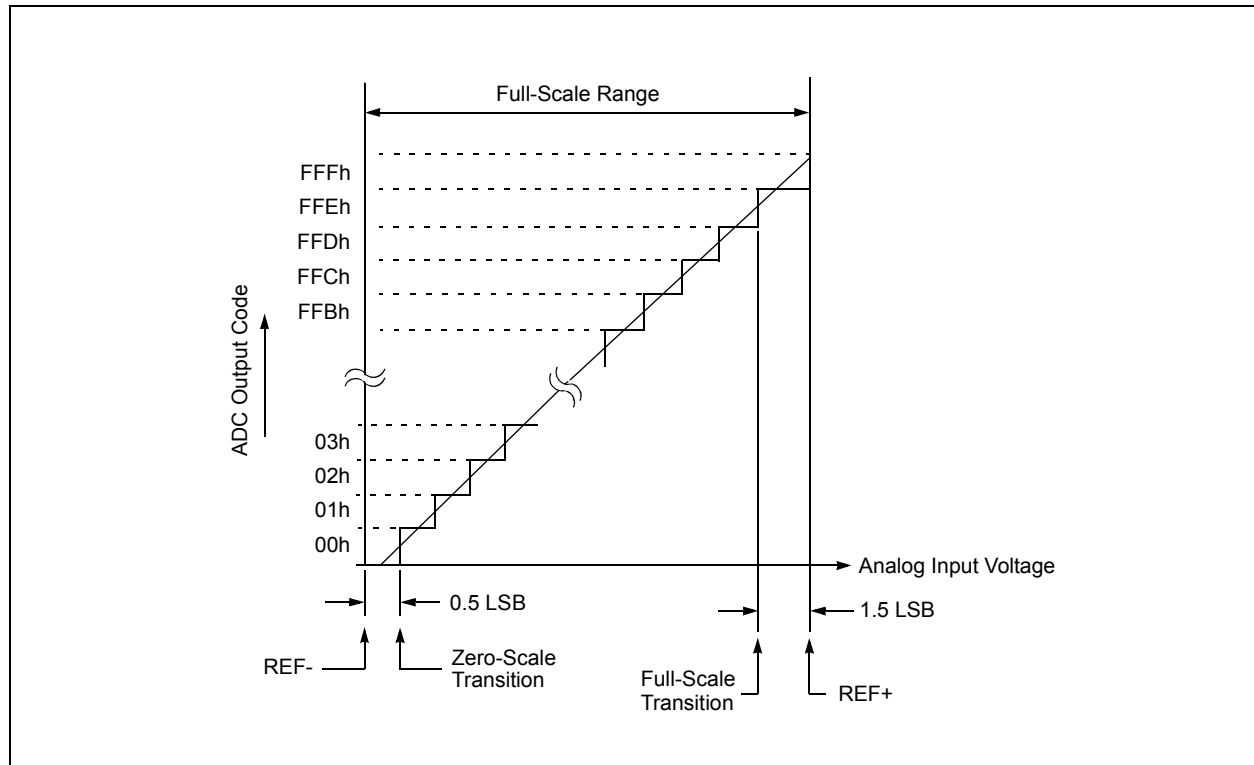 Full-Scale Range
FFFh
FFEh
FFDh
FFCh
FFBh
ADC Output Code
03h
02h
01h
00h
Analog Input Voltage
0.5 LSB
1.5 LSB
REF-
Zero-Scale
Transition
Full-Scale
Transition
REF+